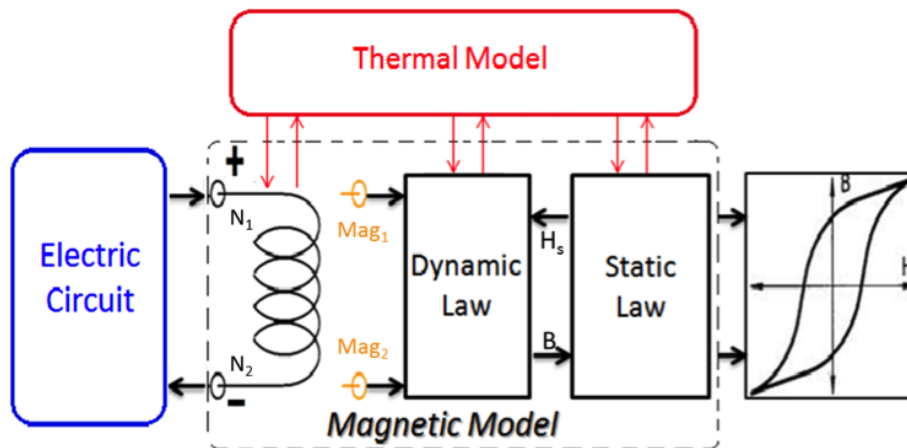 Thermal Model
+
N1
Mag1
Electric
Circuit
Dynamic
Law
Hs
B
Static
Law
B
H
N2
Mag2
-
Magnetic Model